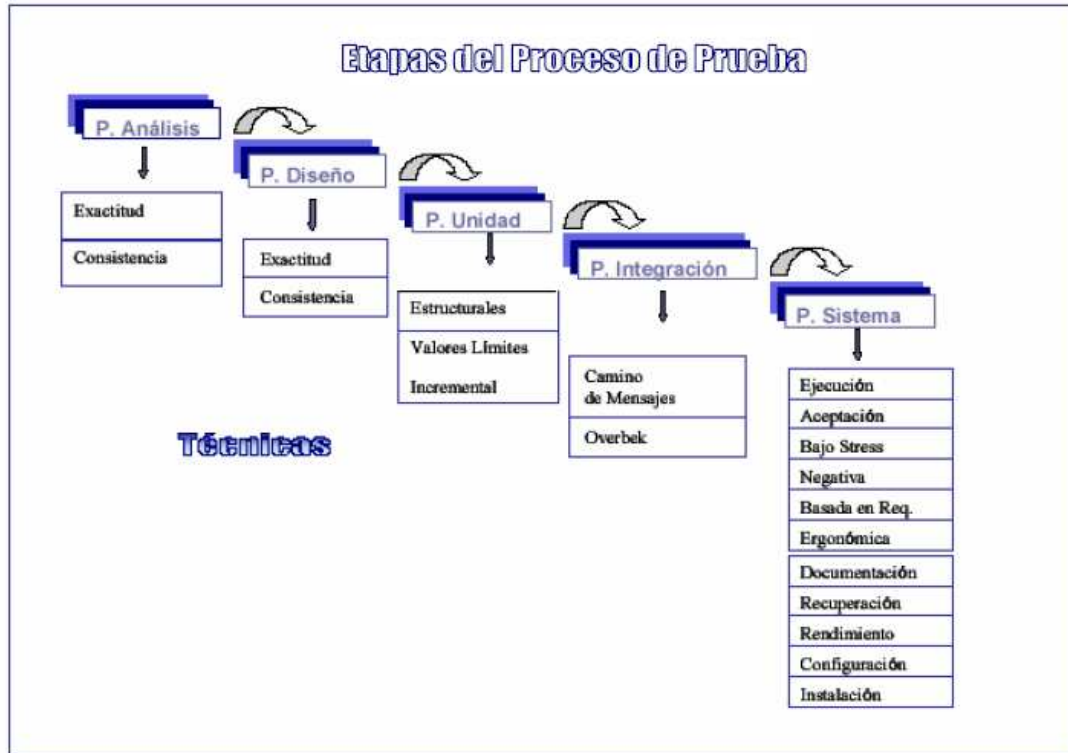 Etapas del Proceso de Prueba
P. Análisis
Exactitud
Consistencia
P. Diseño
Exactitud
Consistencia
P. Unidad
Estructurales
Valores Límites
Incremental
P. Integración
Camino
de Mensajes
Overbek
P. Sistema
Ejecución
Aceptación
Bajo Stress
Negativa
Basada en Req.
Ergonómica
Documentación
Recuperación
Rendimiento
Configuración
Instalación
Técnicas